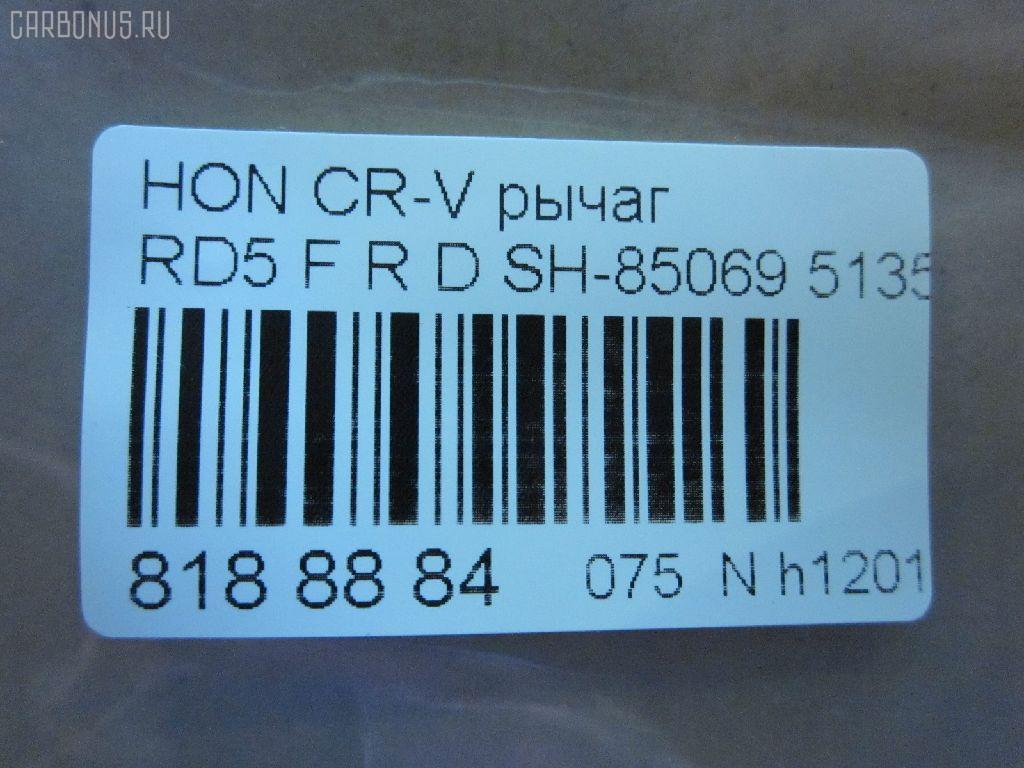 CARBONUS.RU
HON CR-V рычаг
RD5 F R D SH-85069 5135
818 88 84 075 N h1201